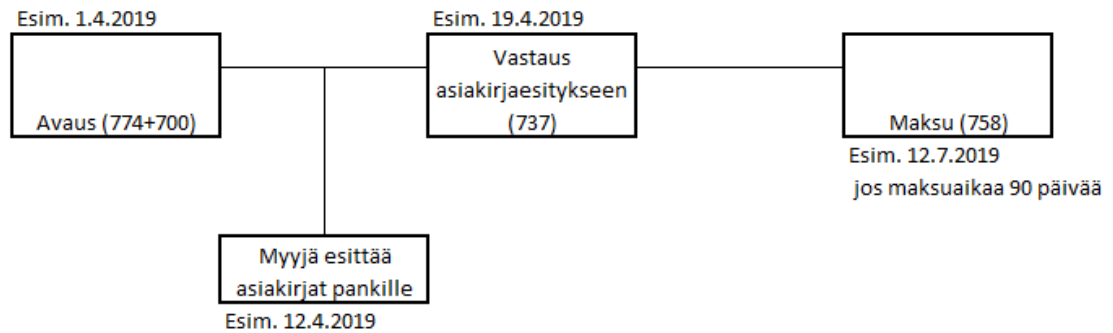 Esim. 1.4.2019
Avaus (774+700)
Esim. 19.4.2019
Vastaus
asiakirjaesitykseen
(737)
Maksu (758)
Esim. 12.7.2019
jos maksuaikaa 90 päivää
Myyjä esittää
asiakirjat pankille
Esim. 12.4.2019